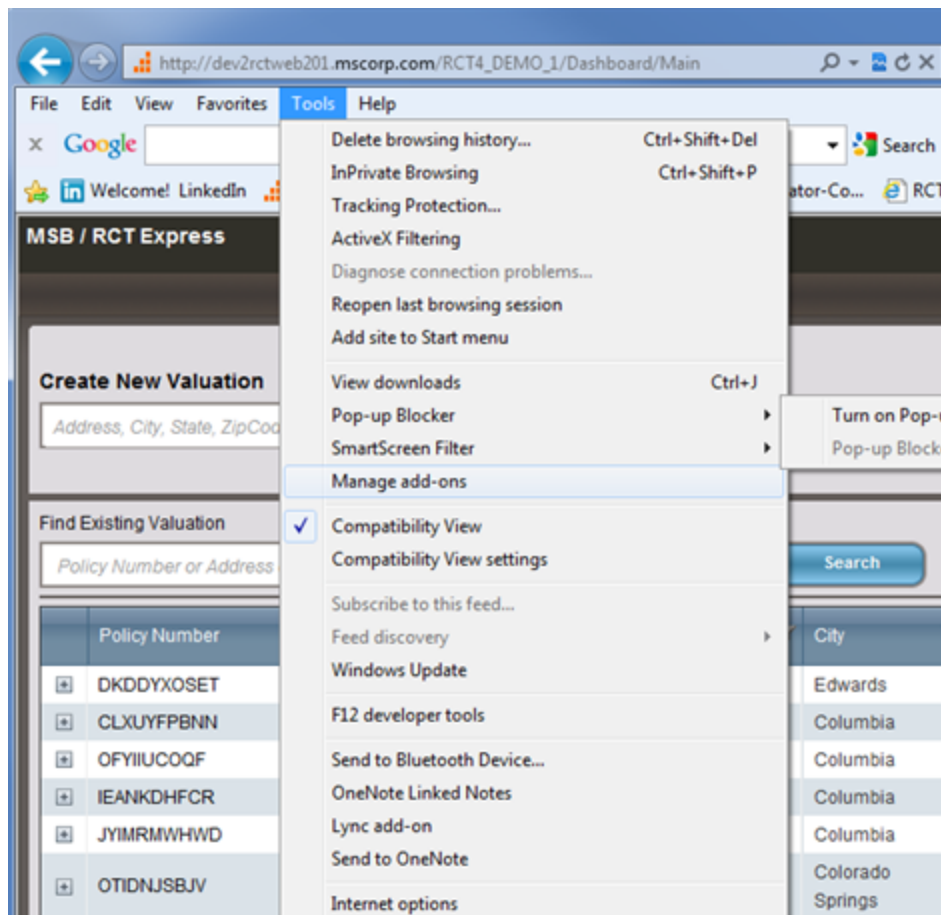 http://dev2rctweb201.mscorp.com/RCT4_DEMO_1/Dashboard/Main
File Edit View Favorites Tools Help
Google Search
Welcome! LinkedIn ator-Co... RCT
MSB / RCT Express
Delete browsing history... Ctrl+Shift+Del
InPrivate Browsing Ctrl+Shift+P
Tracking Protection...
ActiveX Filtering
Diagnose connection problems...
Reopen last browsing session
Add site to Start menu
View downloads Ctrl+J
Pop-up Blocker
Turn on Pop-u
SmartScreen Filter
Pop-up Blocke
Manage add-ons
Compatibility View
Compatibility View settings
Subscribe to this feed...
Feed discovery
Windows Update
F12 developer tools
Send to Bluetooth Device...
OneNote Linked Notes
Lync add-on
Send to OneNote
Internet options
Create New Valuation
Address, City, State, ZipCod
Find Existing Valuation
Policy Number or Address Search
Policy Number City
DKDDYXOSET Edwards
CLXUYFPBNN Columbia
OFYIIUCOQF Columbia
IEANKDHFCR Columbia
JYIMRMWHWD Columbia
OTIDNJSBJV Colorado
Springs